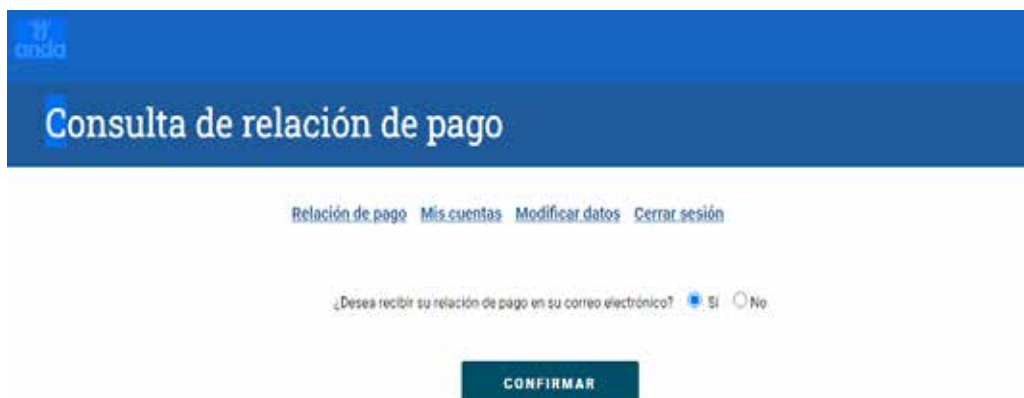 anda
Consulta de relación de pago
Relación de pago Mis cuentas Modificar datos Cerrar sesión
¿Desea recibir su relación de pago en su correo electrónico? Sí No
CONFIRMAR